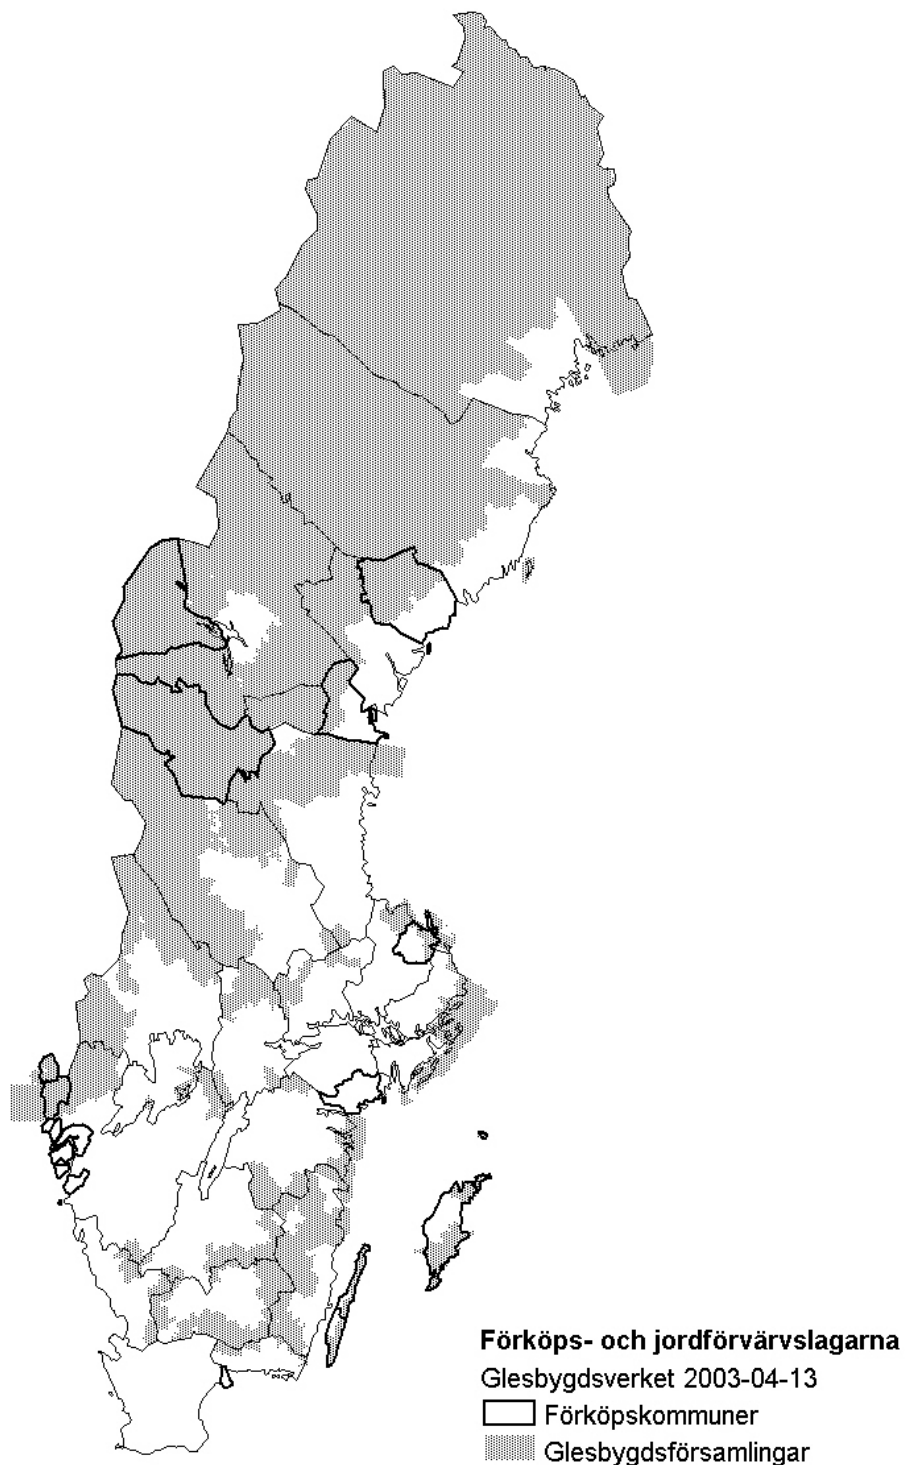 Förköps- och jordförvärvslagarna
Glesbygdsverket 2003-04-13
Förköpskommuner
Glesbygdsförsamlingar